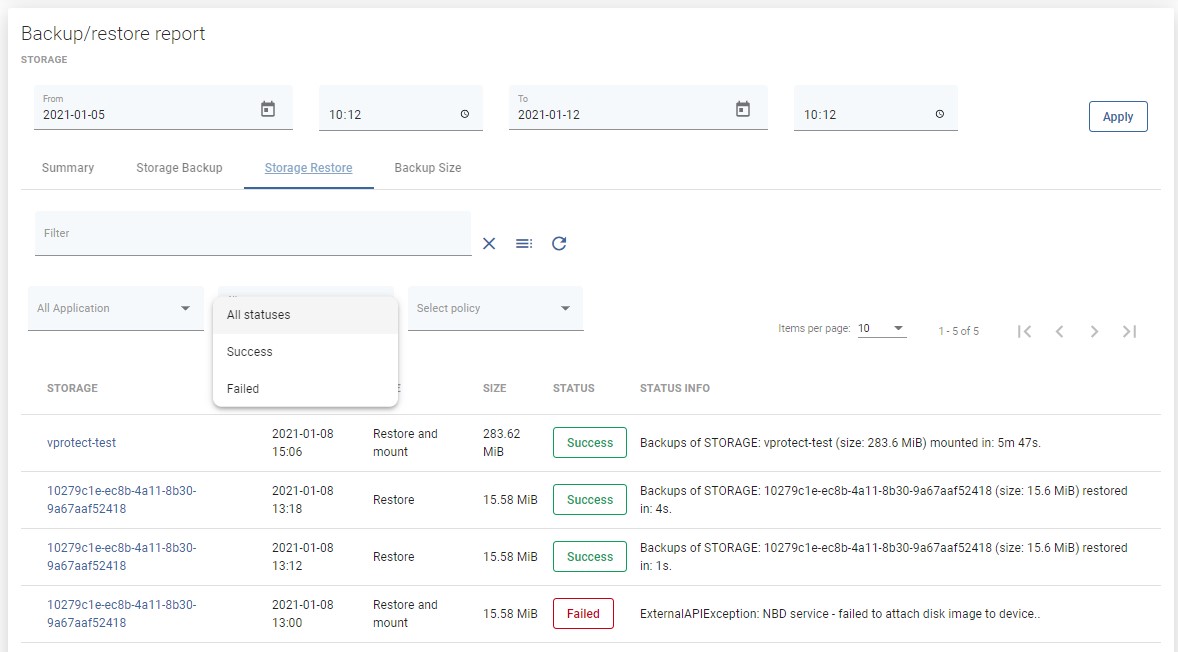 Backup/restore report
STORAGE
From
2021-01-05
10:12
To
2021-01-12
10:12
Apply
Summary
Storage Backup
Storage Restore
Backup Size
Filter
All Application
All statuses
Success
Failed
Select policy
Items per page:
10
1 - 5 of 5
STORAGE
SIZE
STATUS
STATUS INFO
vprotect-test
2021-01-08
15:06
Restore and
mount
283.62
MiB
Success
Backups of STORAGE: vprotect-test (size: 283.6 MiB) mounted in: 5m 47s.
10279c1e-ec8b-4a11-8b30-
9a67aaf52418
2021-01-08
13:18
Restore
15.58 MiB
Success
Backups of STORAGE: 10279c1e-ec8b-4a11-8b30-9a67aaf52418 (size: 15.6 MiB) restored
in: 4s.
10279c1e-ec8b-4a11-8b30-
9a67aaf52418
2021-01-08
13:12
Restore
15.58 MiB
Success
Backups of STORAGE: 10279c1e-ec8b-4a11-8b30-9a67aaf52418 (size: 15.6 MiB) restored
in: 1s.
10279c1e-ec8b-4a11-8b30-
9a67aaf52418
2021-01-08
13:00
Restore and
mount
15.58 MiB
Failed
ExternalAPIException: NBD service - failed to attach disk image to device..